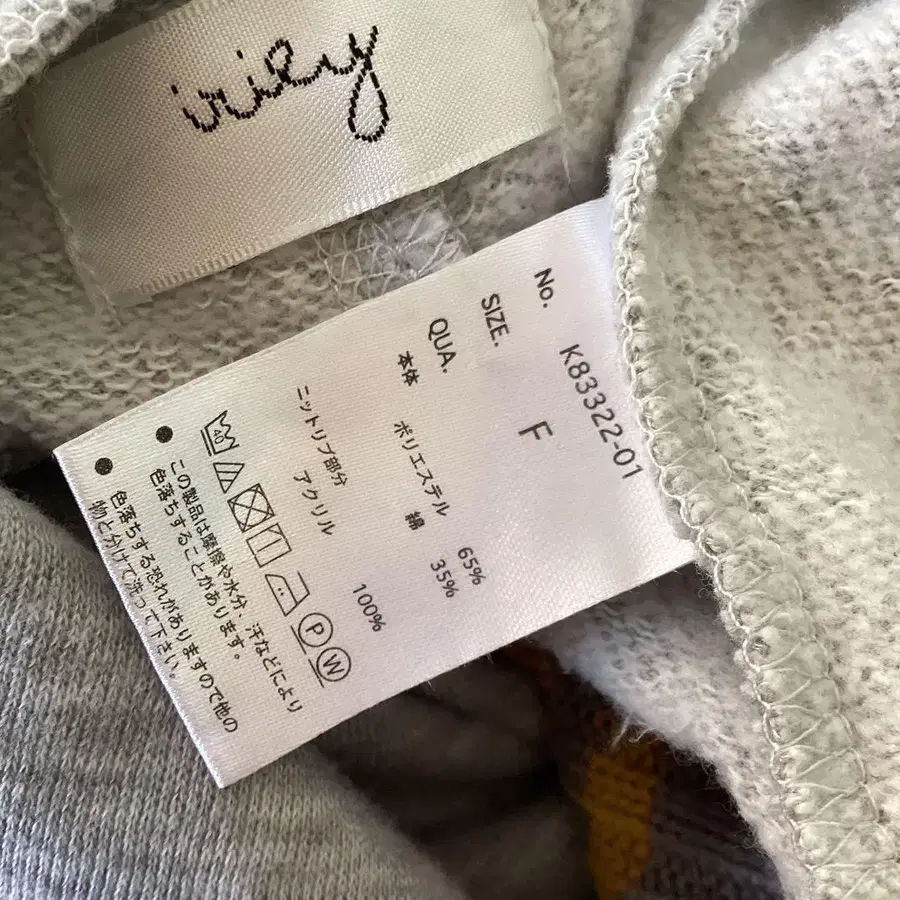 irily
No. K83322-01
SIZE. F
QUA.
本体 ポリエステル 65%
綿 35%
ニットリブ部分
アクリル 100%
40 P W
●この製品は摩擦や水分、汗などにより
色落ちすることがあります。
●色落ちする恐れがありますので他の
物と分けて洗って下さい。